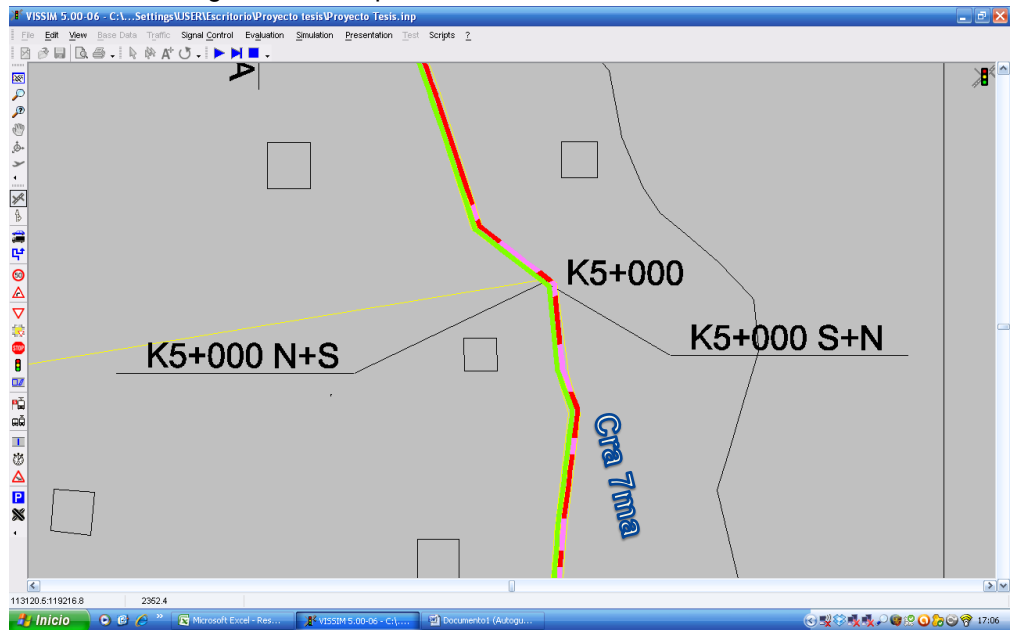 VISSIM 5.00-06 - C:\...Settings\USER\Escritorio\Proyecto tesis\Proyecto Tesis.inp
File Edit View Base Data Traffic Signal Control Evaluation Simulation Presentation Test Scripts ?
A
K5+000
K5+000 N+S
K5+000 S+N
Cra 7ma
50
STOP
P
113120.5:119216.8 2352.4
Inicio
Microsoft Excel - Res...
VISSIM 5.00-06 - C:\....
Documento1 (Autogu...
17:06